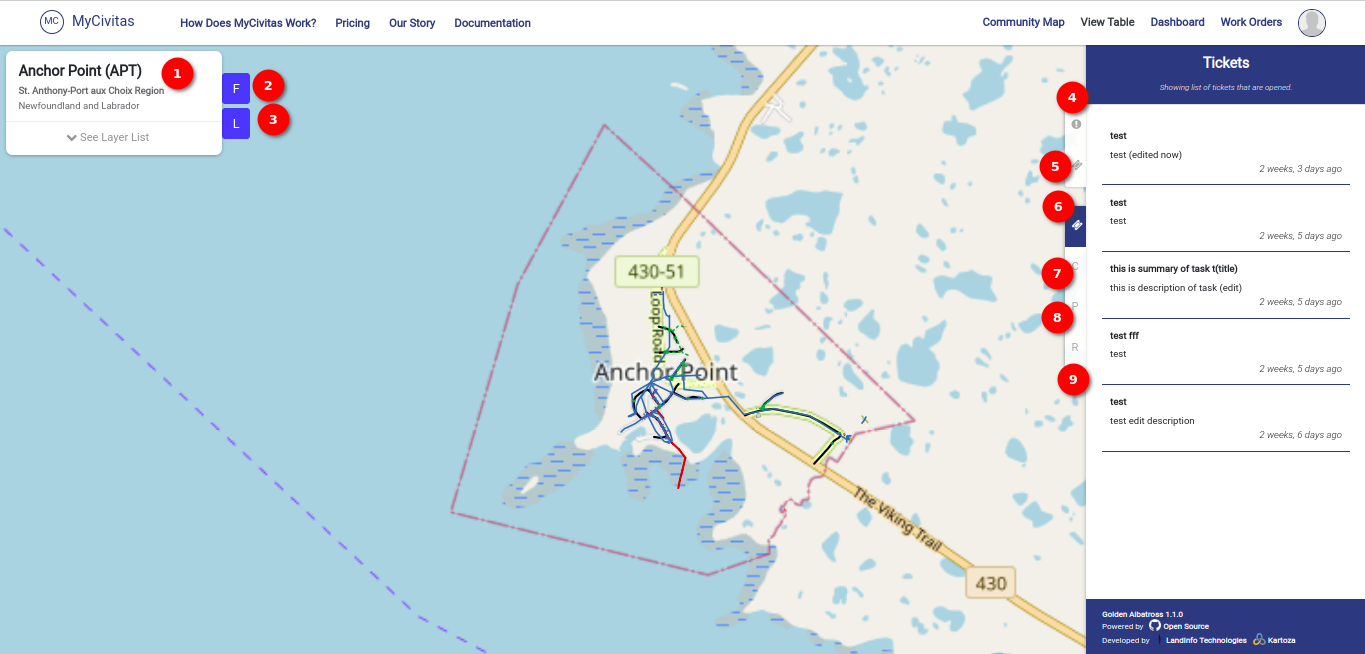 MC MyCivitas How Does MyCivitas Work? Pricing Our Story Documentation Community Map View Table Dashboard Work Orders
Anchor Point (APT) 1
St. Anthony-Port aux Choix Region
Newfoundland and Labrador
See Layer List
F 2
L 3
430-51
Loop Road
Anchor Point
The Viking Trail
430
4
5
6
C
7
P
8
R
9
Tickets
Showing list of tickets that are opened.
test
test (edited now)
2 weeks, 3 days ago
test
test
2 weeks, 5 days ago
this is summary of task t(title)
this is description of task (edit)
2 weeks, 5 days ago
test fff
test
2 weeks, 5 days ago
test
test edit description
2 weeks, 6 days ago
Golden Albatross 1.1.0
Powered by Open Source
Developed by LandInfo Technologies Kartoza